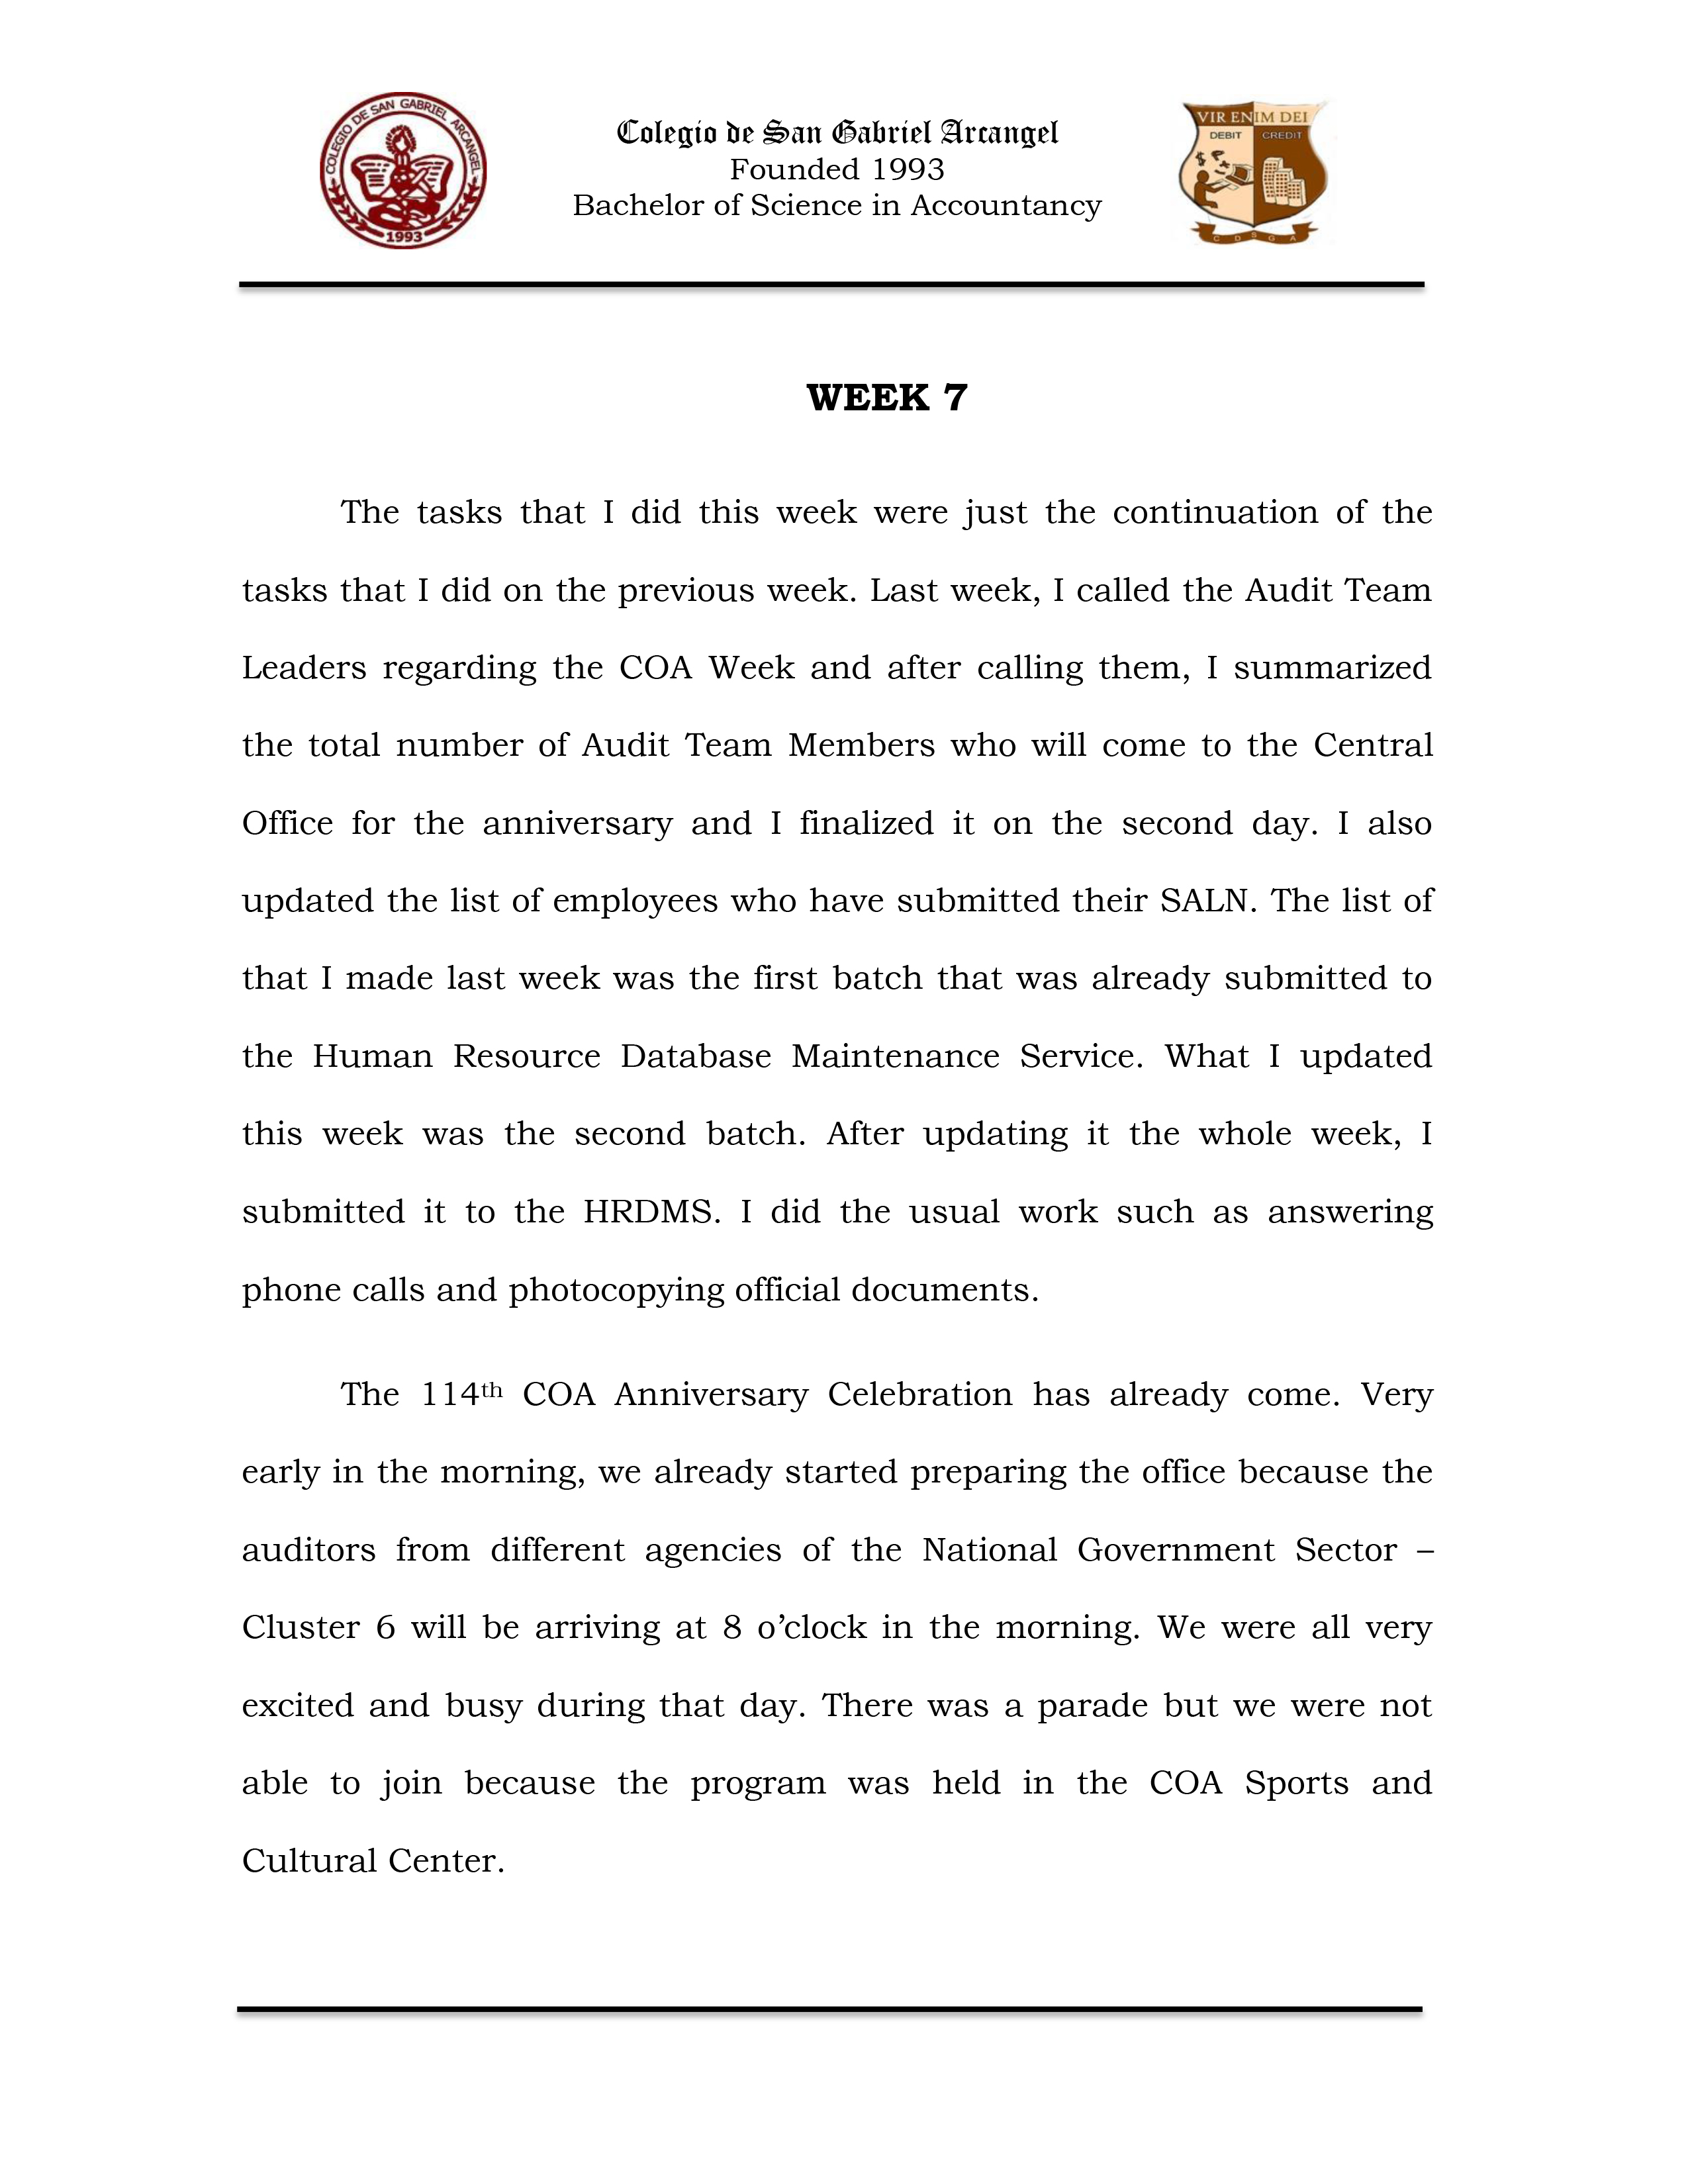 COLEGIO DE SAN GABRIEL ARCANGEL
1993
Colegio de San Gabriel Arcangel
Founded 1993
Bachelor of Science in Accountancy
VIR ENIM DEI
DEBIT CREDIT
C D S G A
WEEK 7
The tasks that I did this week were just the continuation of the
tasks that I did on the previous week. Last week, I called the Audit Team
Leaders regarding the COA Week and after calling them, I summarized
the total number of Audit Team Members who will come to the Central
Office for the anniversary and I finalized it on the second day. I also
updated the list of employees who have submitted their SALN. The list of
that I made last week was the first batch that was already submitted to
the Human Resource Database Maintenance Service. What I updated
this week was the second batch. After updating it the whole week, I
submitted it to the HRDMS. I did the usual work such as answering
phone calls and photocopying official documents.
The 114th COA Anniversary Celebration has already come. Very
early in the morning, we already started preparing the office because the
auditors from different agencies of the National Government Sector –
Cluster 6 will be arriving at 8 o’clock in the morning. We were all very
excited and busy during that day. There was a parade but we were not
able to join because the program was held in the COA Sports and
Cultural Center.